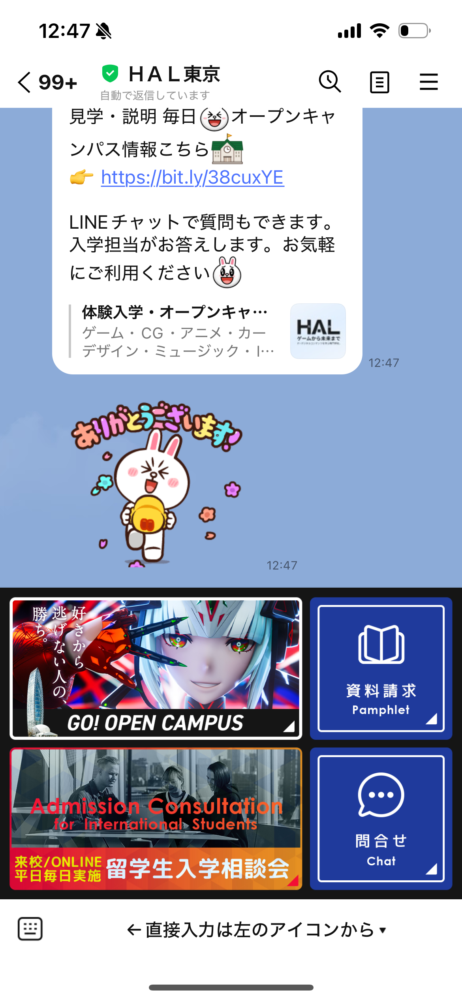 12:47
99+
ＨＡＬ東京
自動で返信しています
見学・説明 毎日オープンキャ
ンパス情報こちら
👉 https://bit.ly/38cuxYE
LINEチャットで質問もできます。
入学担当がお答えします。お気軽
にご利用ください
体験入学・オープンキャ…
ゲーム・CG・アニメ・カー
デザイン・ミュージック・I…
HAL
ゲームから未来まで
12:47
ありがとうございます!
12:47
好きから
逃げない人の、
勝ち。
GO! OPEN CAMPUS
資料請求
Pamphlet
Admission Consultation
for International Students
来校/ONLINE
平日毎日実施
留学生入学相談会
問合せ
Chat
←直接入力は左のアイコンから▼